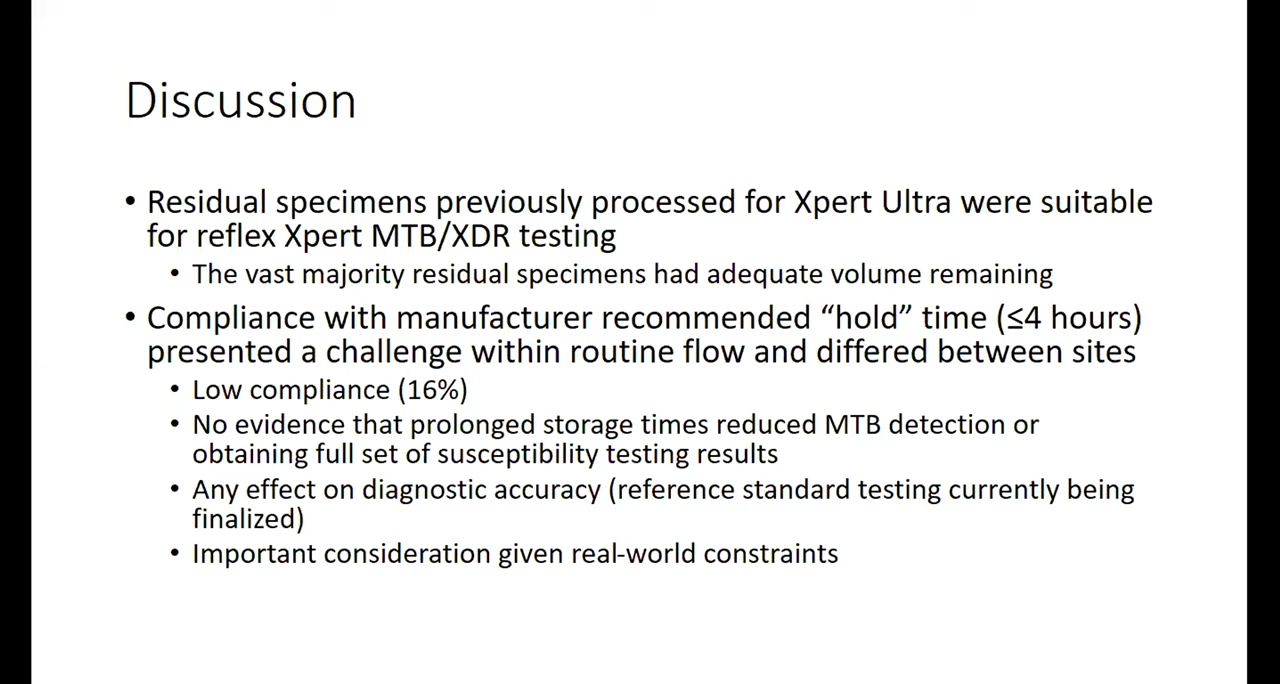 Discussion
• Residual specimens previously processed for Xpert Ultra were suitable
for reflex Xpert MTB/XDR testing
• The vast majority residual specimens had adequate volume remaining
• Compliance with manufacturer recommended “hold” time (≤4 hours)
presented a challenge within routine flow and differed between sites
• Low compliance (16%)
• No evidence that prolonged storage times reduced MTB detection or
obtaining full set of susceptibility testing results
• Any effect on diagnostic accuracy (reference standard testing currently being
finalized)
• Important consideration given real-world constraints